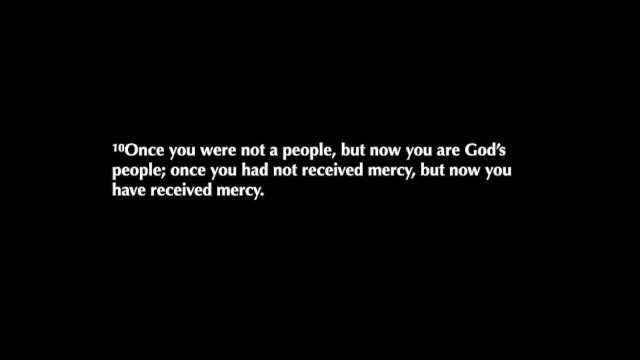 ¹⁰Once you were not a people, but now you are God’s
people; once you had not received mercy, but now you
have received mercy.